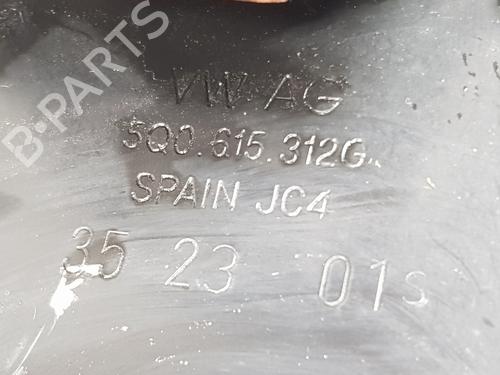 B-PARTS
VW AG
5Q0.615.312G
SPAIN JC4
35 23 01s